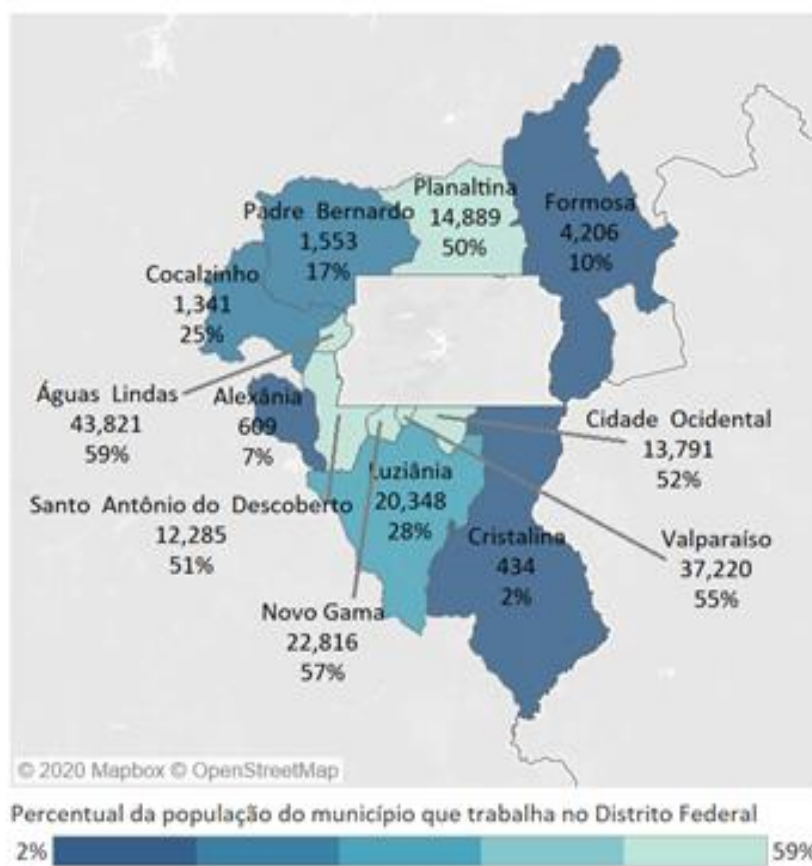 Planaltina
14,889
50%
Formosa
4,206
10%
Padre Bernardo
1,553
17%
Cocalzinho
1,341
25%
Águas Lindas
43,821
59%
Alexânia
609
7%
Cidade Ocidental
13,791
52%
Santo Antônio do Descoberto
12,285
51%
Luziânia
20,348
28%
Cristalina
434
2%
Valparaíso
37,220
55%
Novo Gama
22,816
57%
© 2020 Mapbox © OpenStreetMap
Percentual da população do município que trabalha no Distrito Federal
2% 59%